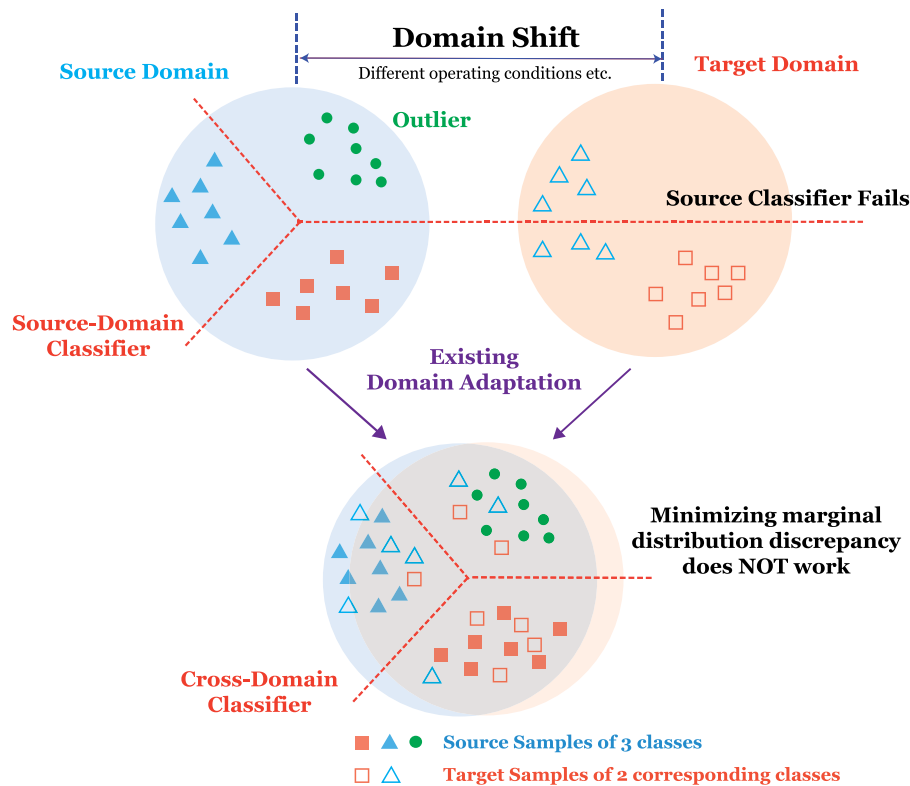 Domain Shift
Different operating conditions etc.
Source Domain
Target Domain
Outlier
Source Classifier Fails
Source-Domain
Classifier
Existing
Domain Adaptation
Minimizing marginal
distribution discrepancy
does NOT work
Cross-Domain
Classifier
Source Samples of 3 classes
Target Samples of 2 corresponding classes